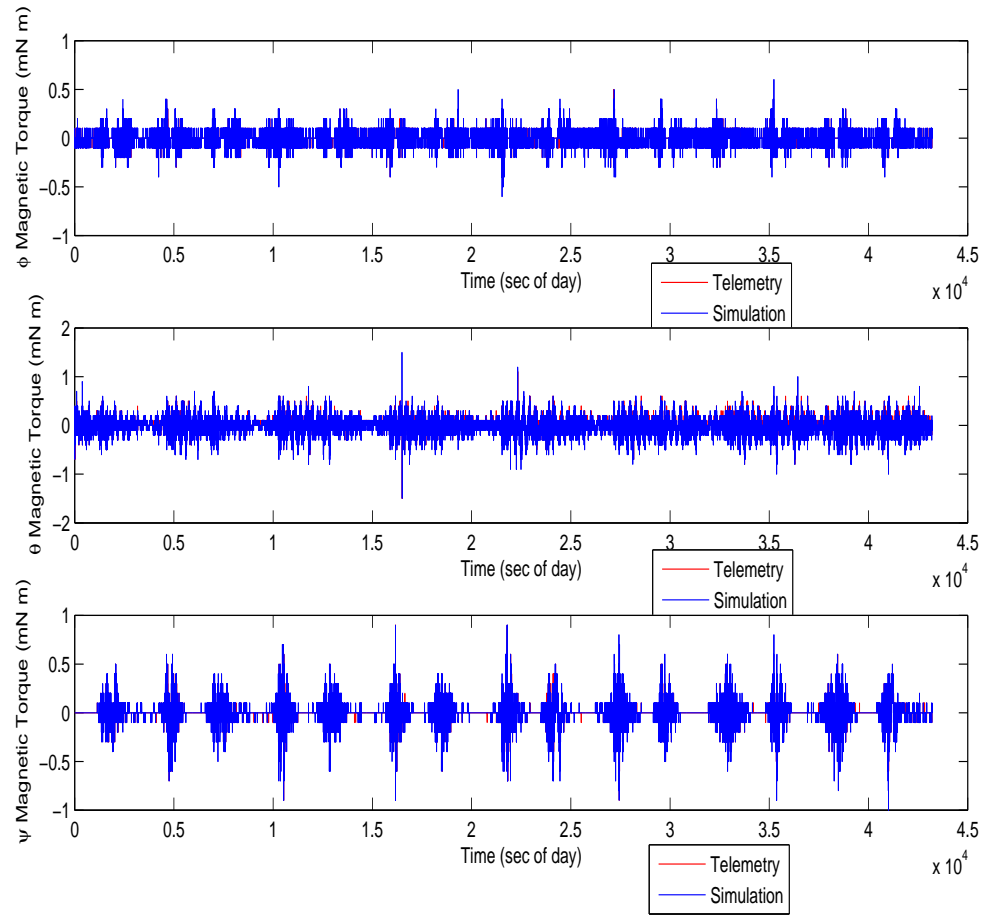 φ Magnetic Torque (mN m)
1
0.5
0
−0.5
−1
0 0.5 1 1.5 2 2.5 3 3.5 4 4.5
Time (sec of day)
x 10^4
Telemetry
Simulation
θ Magnetic Torque (mN m)
2
1
0
−1
−2
0 0.5 1 1.5 2 2.5 3 3.5 4 4.5
Time (sec of day)
x 10^4
Telemetry
Simulation
ψ Magnetic Torque (mN m)
1
0.5
0
−0.5
−1
0 0.5 1 1.5 2 2.5 3 3.5 4 4.5
Time (sec of day)
x 10^4
Telemetry
Simulation